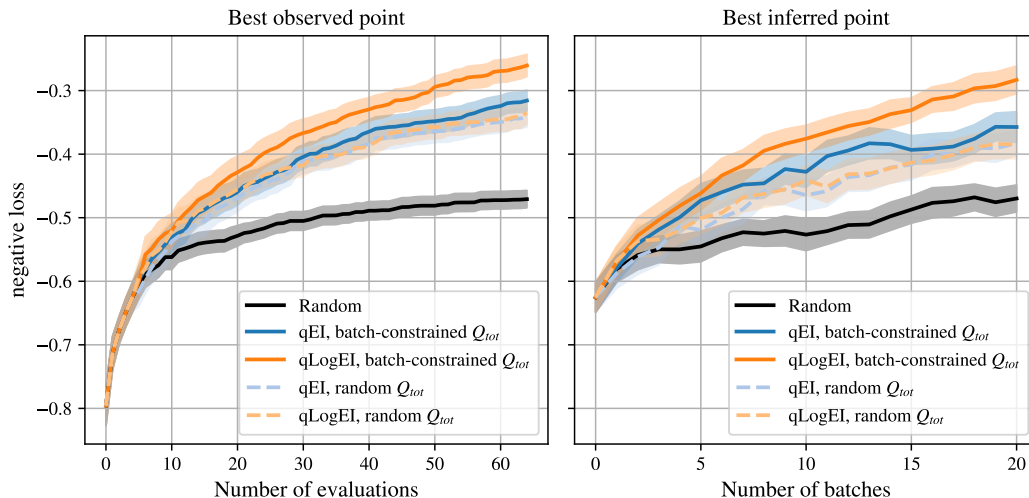 Best observed point
negative loss
−0.3
−0.4
−0.5
−0.6
−0.7
−0.8
Random
qEI, batch-constrained Q_tot
qLogEI, batch-constrained Q_tot
qEI, random Q_tot
qLogEI, random Q_tot
0 10 20 30 40 50 60
Number of evaluations
Best inferred point
Random
qEI, batch-constrained Q_tot
qLogEI, batch-constrained Q_tot
qEI, random Q_tot
qLogEI, random Q_tot
0 5 10 15 20
Number of batches